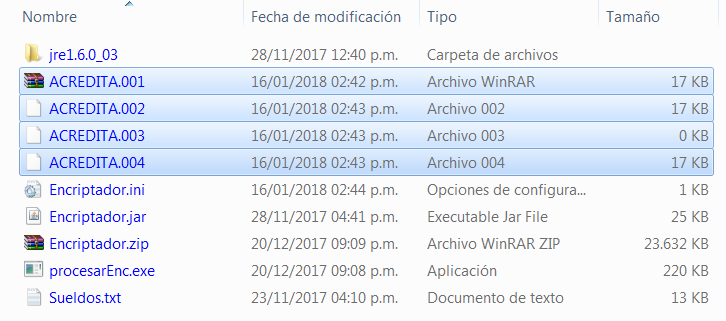 Nombre Fecha de modificación Tipo Tamaño
jre1.6.0_03 28/11/2017 12:40 p.m. Carpeta de archivos
ACREDITA.001 16/01/2018 02:42 p.m. Archivo WinRAR 17 KB
ACREDITA.002 16/01/2018 02:43 p.m. Archivo 002 17 KB
ACREDITA.003 16/01/2018 02:43 p.m. Archivo 003 0 KB
ACREDITA.004 16/01/2018 02:43 p.m. Archivo 004 17 KB
Encriptador.ini 16/01/2018 02:44 p.m. Opciones de configura... 1 KB
Encriptador.jar 28/11/2017 04:41 p.m. Executable Jar File 25 KB
Encriptador.zip 20/12/2017 09:09 p.m. Archivo WinRAR ZIP 23.632 KB
procesarEnc.exe 20/12/2017 09:08 p.m. Aplicación 220 KB
Sueldos.txt 23/11/2017 04:10 p.m. Documento de texto 13 KB